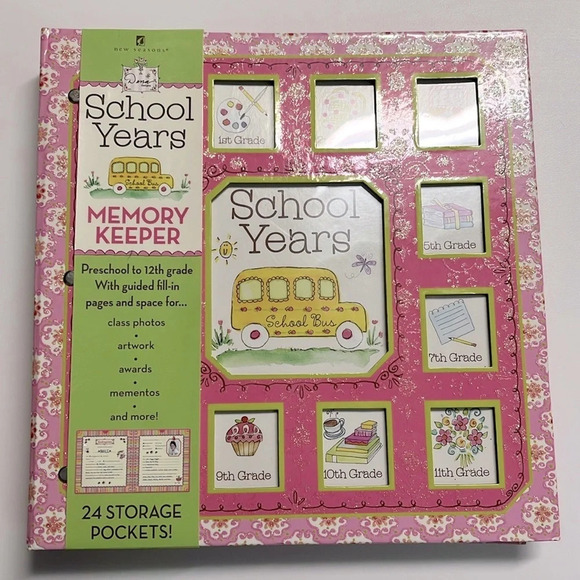 new seasons®
School
Years
School Bus
MEMORY
KEEPER
Preschool to 12th grade
With guided fill-in
pages and space for...
class photos
•
artwork
•
awards
•
mementos
•
and more!
24 STORAGE
POCKETS!
1st Grade
School
Years
School Bus
5th Grade
7th Grade
9th Grade
10th Grade
11th Grade